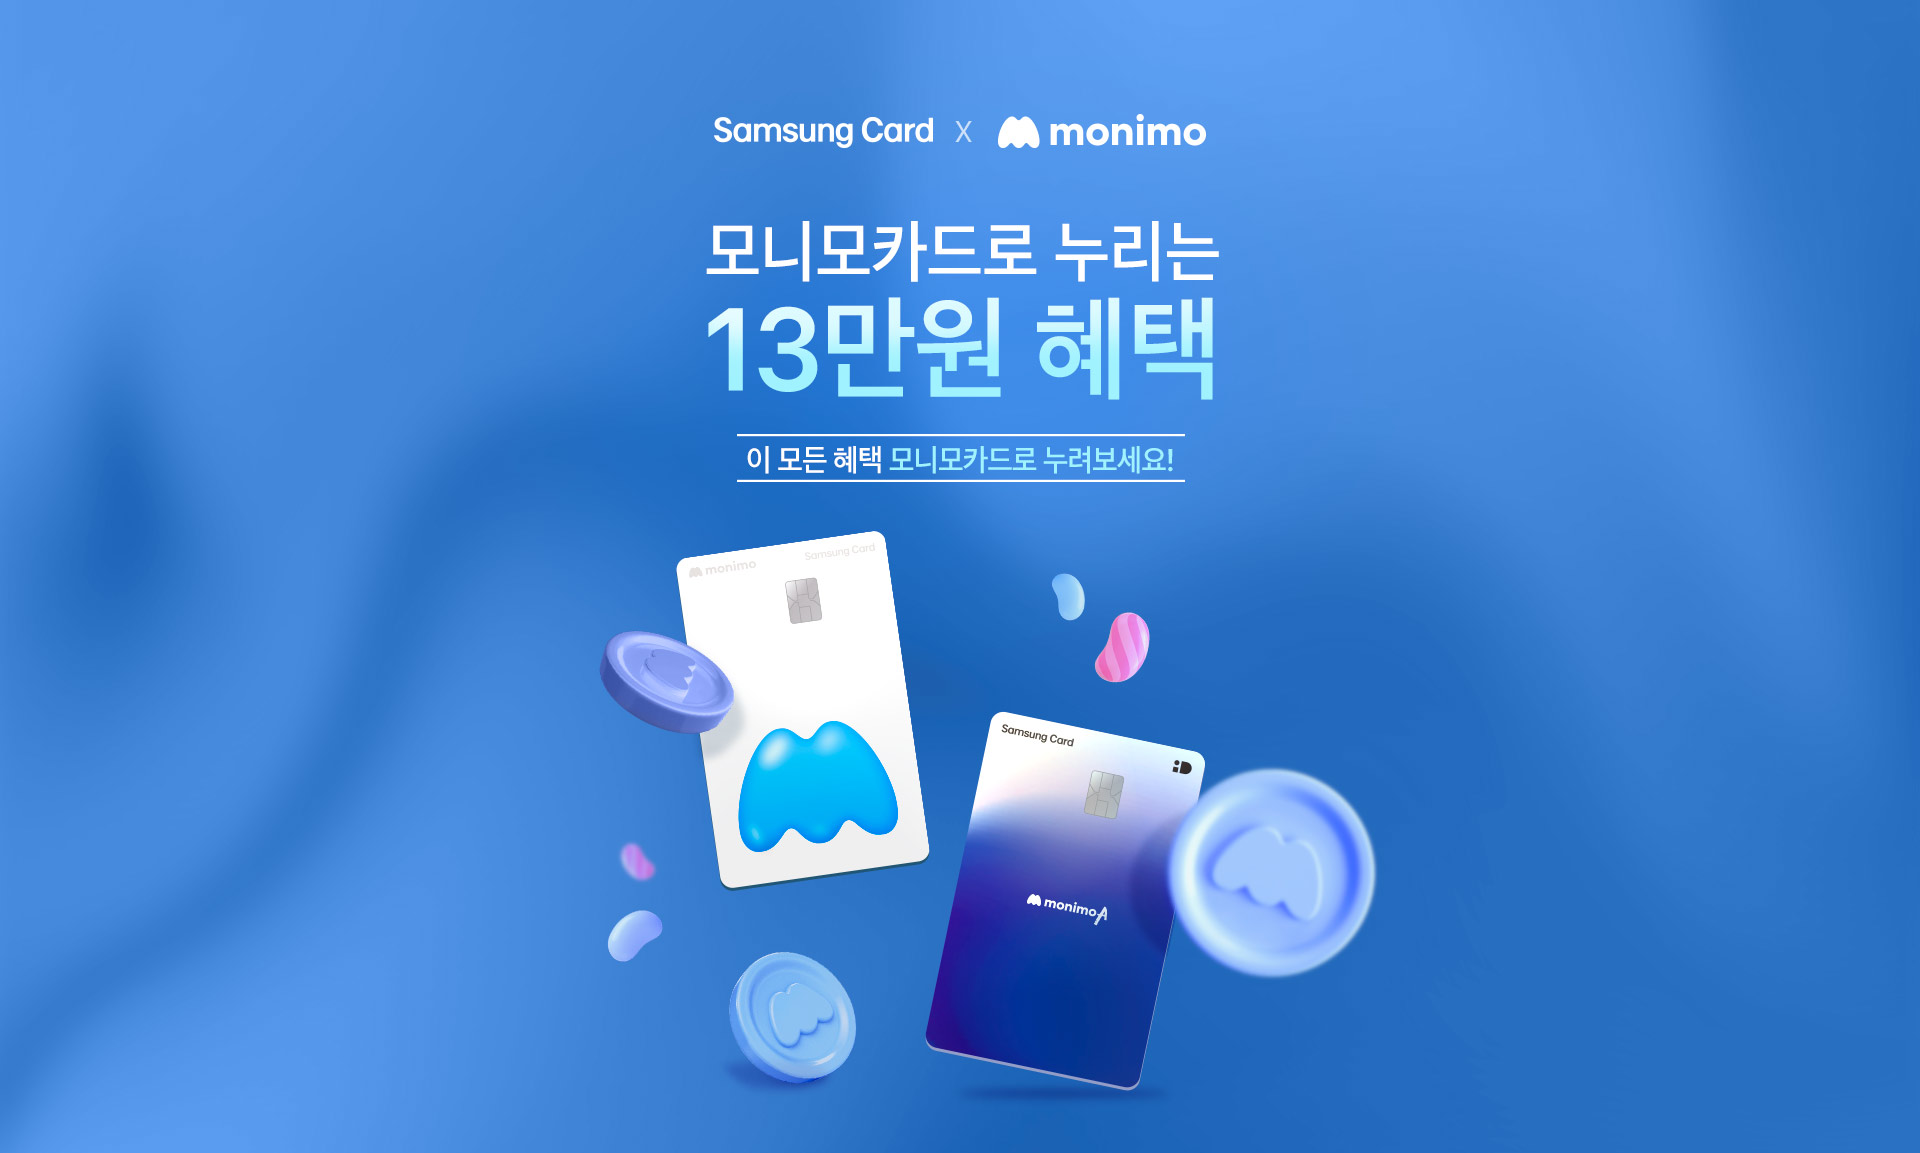 Samsung Card X monimo
모니모카드로 누리는
13만원 혜택
이 모든 혜택 모니모카드로 누려보세요!
monimo
Samsung Card
Samsung Card
iD
monimo A